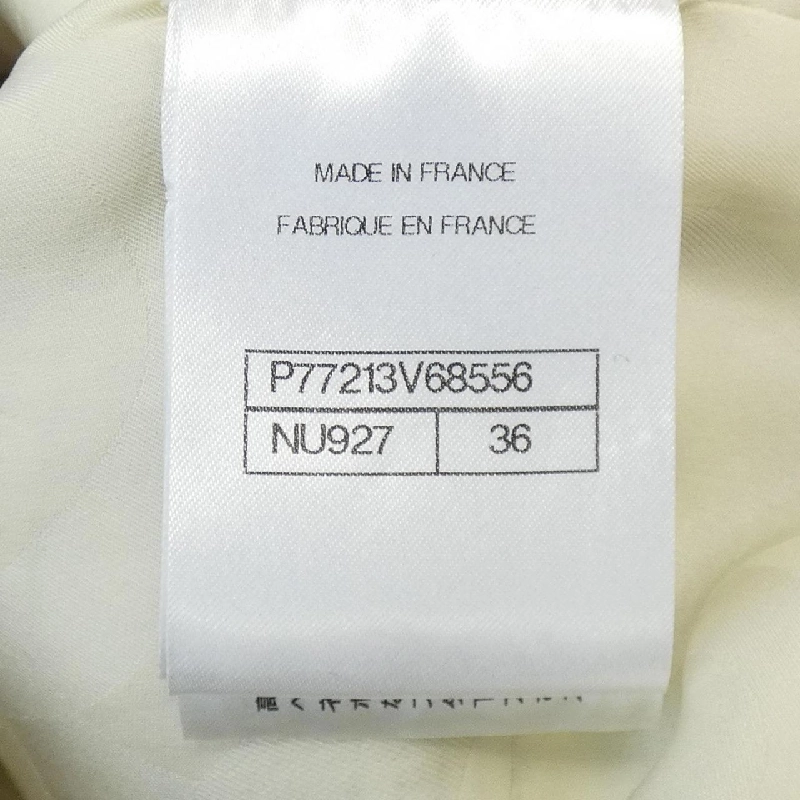 MADE IN FRANCE
FABRIQUE EN FRANCE
P77213V68556
NU927 36